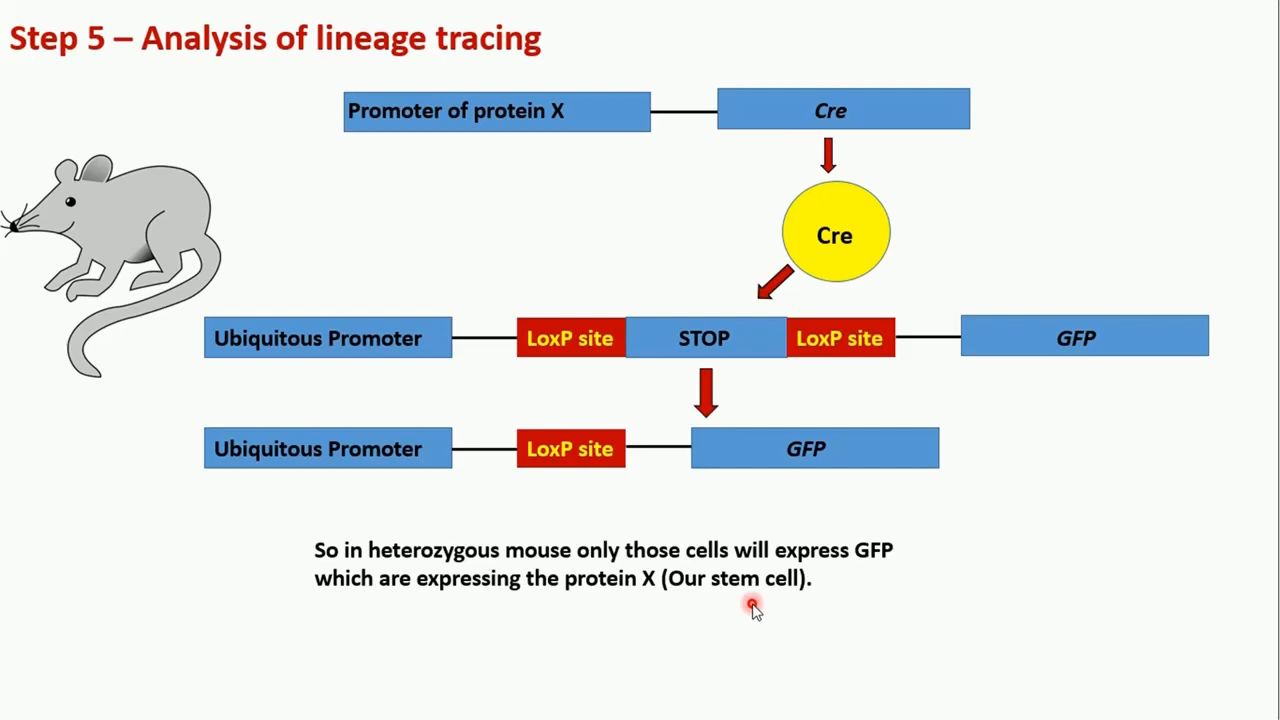 Step 5 – Analysis of lineage tracing
Promoter of protein X
Cre
Cre
Ubiquitous Promoter
LoxP site
STOP
LoxP site
GFP
Ubiquitous Promoter
LoxP site
GFP
So in heterozygous mouse only those cells will express GFP
which are expressing the protein X (Our stem cell).